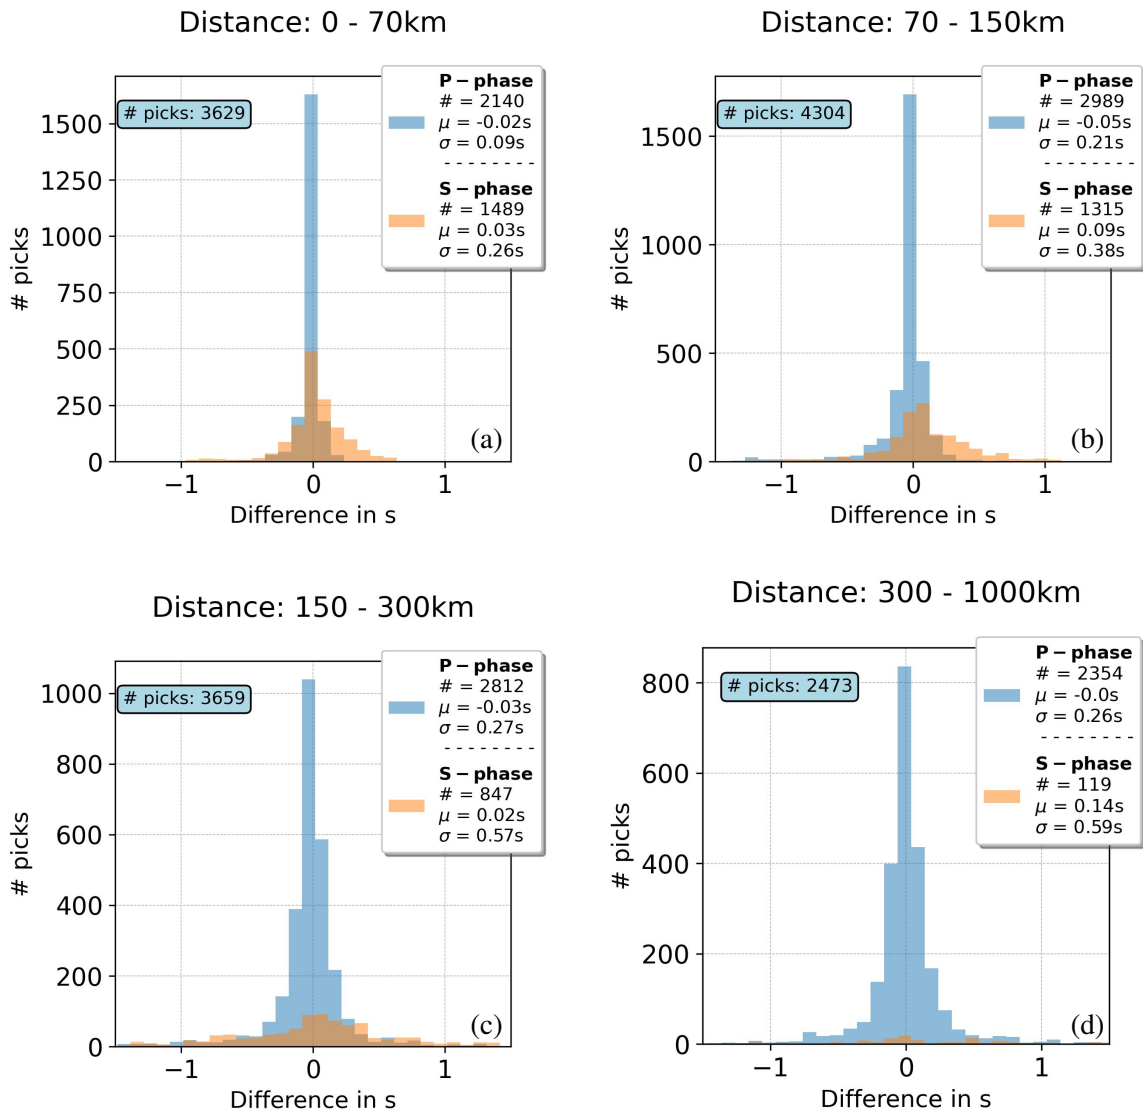 Distance: 0 - 70km
# picks: 3629
P − phase
# = 2140
μ = -0.02s
σ = 0.09s
- - - - - - - -
S − phase
# = 1489
μ = 0.03s
σ = 0.26s
1500
1250
1000
750
500
250
0
# picks
(a)
−1
0
1
Difference in s
Distance: 70 - 150km
# picks: 4304
P − phase
# = 2989
μ = -0.05s
σ = 0.21s
- - - - - - - -
S − phase
# = 1315
μ = 0.09s
σ = 0.38s
1500
1000
500
0
# picks
(b)
−1
0
1
Difference in s
Distance: 150 - 300km
# picks: 3659
P − phase
# = 2812
μ = -0.03s
σ = 0.27s
- - - - - - - -
S − phase
# = 847
μ = 0.02s
σ = 0.57s
1000
800
600
400
200
0
# picks
(c)
−1
0
1
Difference in s
Distance: 300 - 1000km
# picks: 2473
P − phase
# = 2354
μ = -0.0s
σ = 0.26s
- - - - - - - -
S − phase
# = 119
μ = 0.14s
σ = 0.59s
800
600
400
200
0
# picks
(d)
−1
0
1
Difference in s